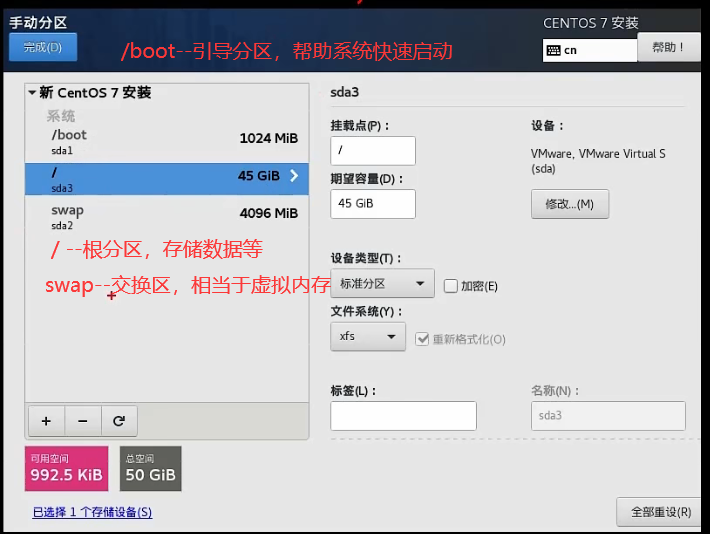 手动分区
CENTOS 7 安装
完成(D)
/boot--引导分区，帮助系统快速启动
cn
帮助！
新 CentOS 7 安装
系统
/boot
1024 MiB
sda1
/
45 GiB
sda3
swap
4096 MiB
sda2
/ --根分区，存储数据等
swap--交换区，相当于虚拟内存
sda3
挂载点(P)：
/
期望容量(D)：
45 GiB
设备：
VMware, VMware Virtual S
(sda)
修改...(M)
设备类型(T)：
标准分区
加密(E)
文件系统(Y)：
xfs
重新格式化(O)
标签(L)：
名称(N)：
sda3
+
-
可用空间
992.5 KiB
总空间
50 GiB
已选择 1 个存储设备(S)
全部重设(R)